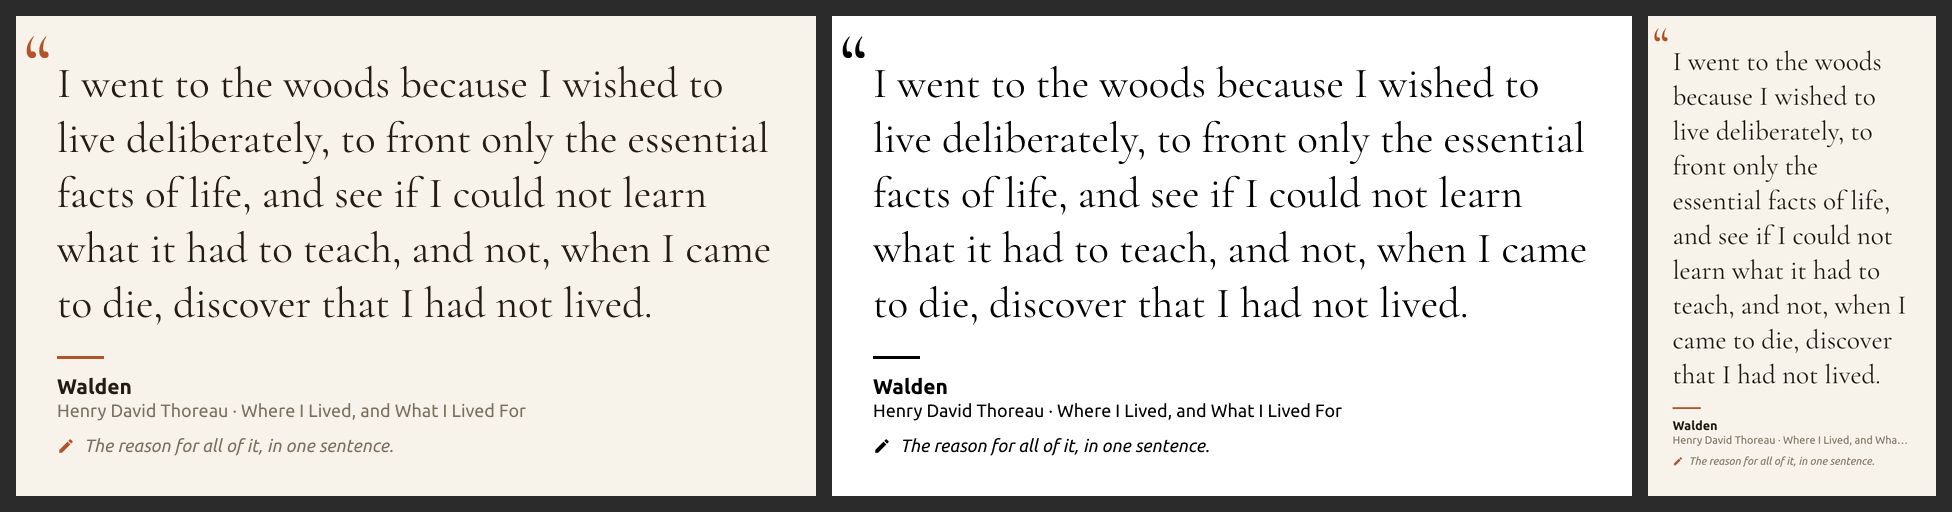 “
I went to the woods because I wished to
live deliberately, to front only the essential
facts of life, and see if I could not learn
what it had to teach, and not, when I came
to die, discover that I had not lived.
Walden
Henry David Thoreau · Where I Lived, and What I Lived For
The reason for all of it, in one sentence.
“
I went to the woods because I wished to
live deliberately, to front only the essential
facts of life, and see if I could not learn
what it had to teach, and not, when I came
to die, discover that I had not lived.
Walden
Henry David Thoreau · Where I Lived, and What I Lived For
The reason for all of it, in one sentence.
“
I went to the woods
because I wished to
live deliberately, to
front only the
essential facts of life,
and see if I could not
learn what it had to
teach, and not, when I
came to die, discover
that I had not lived.
Walden
Henry David Thoreau · Where I Lived, and Wha…
The reason for all of it, in one sentence.